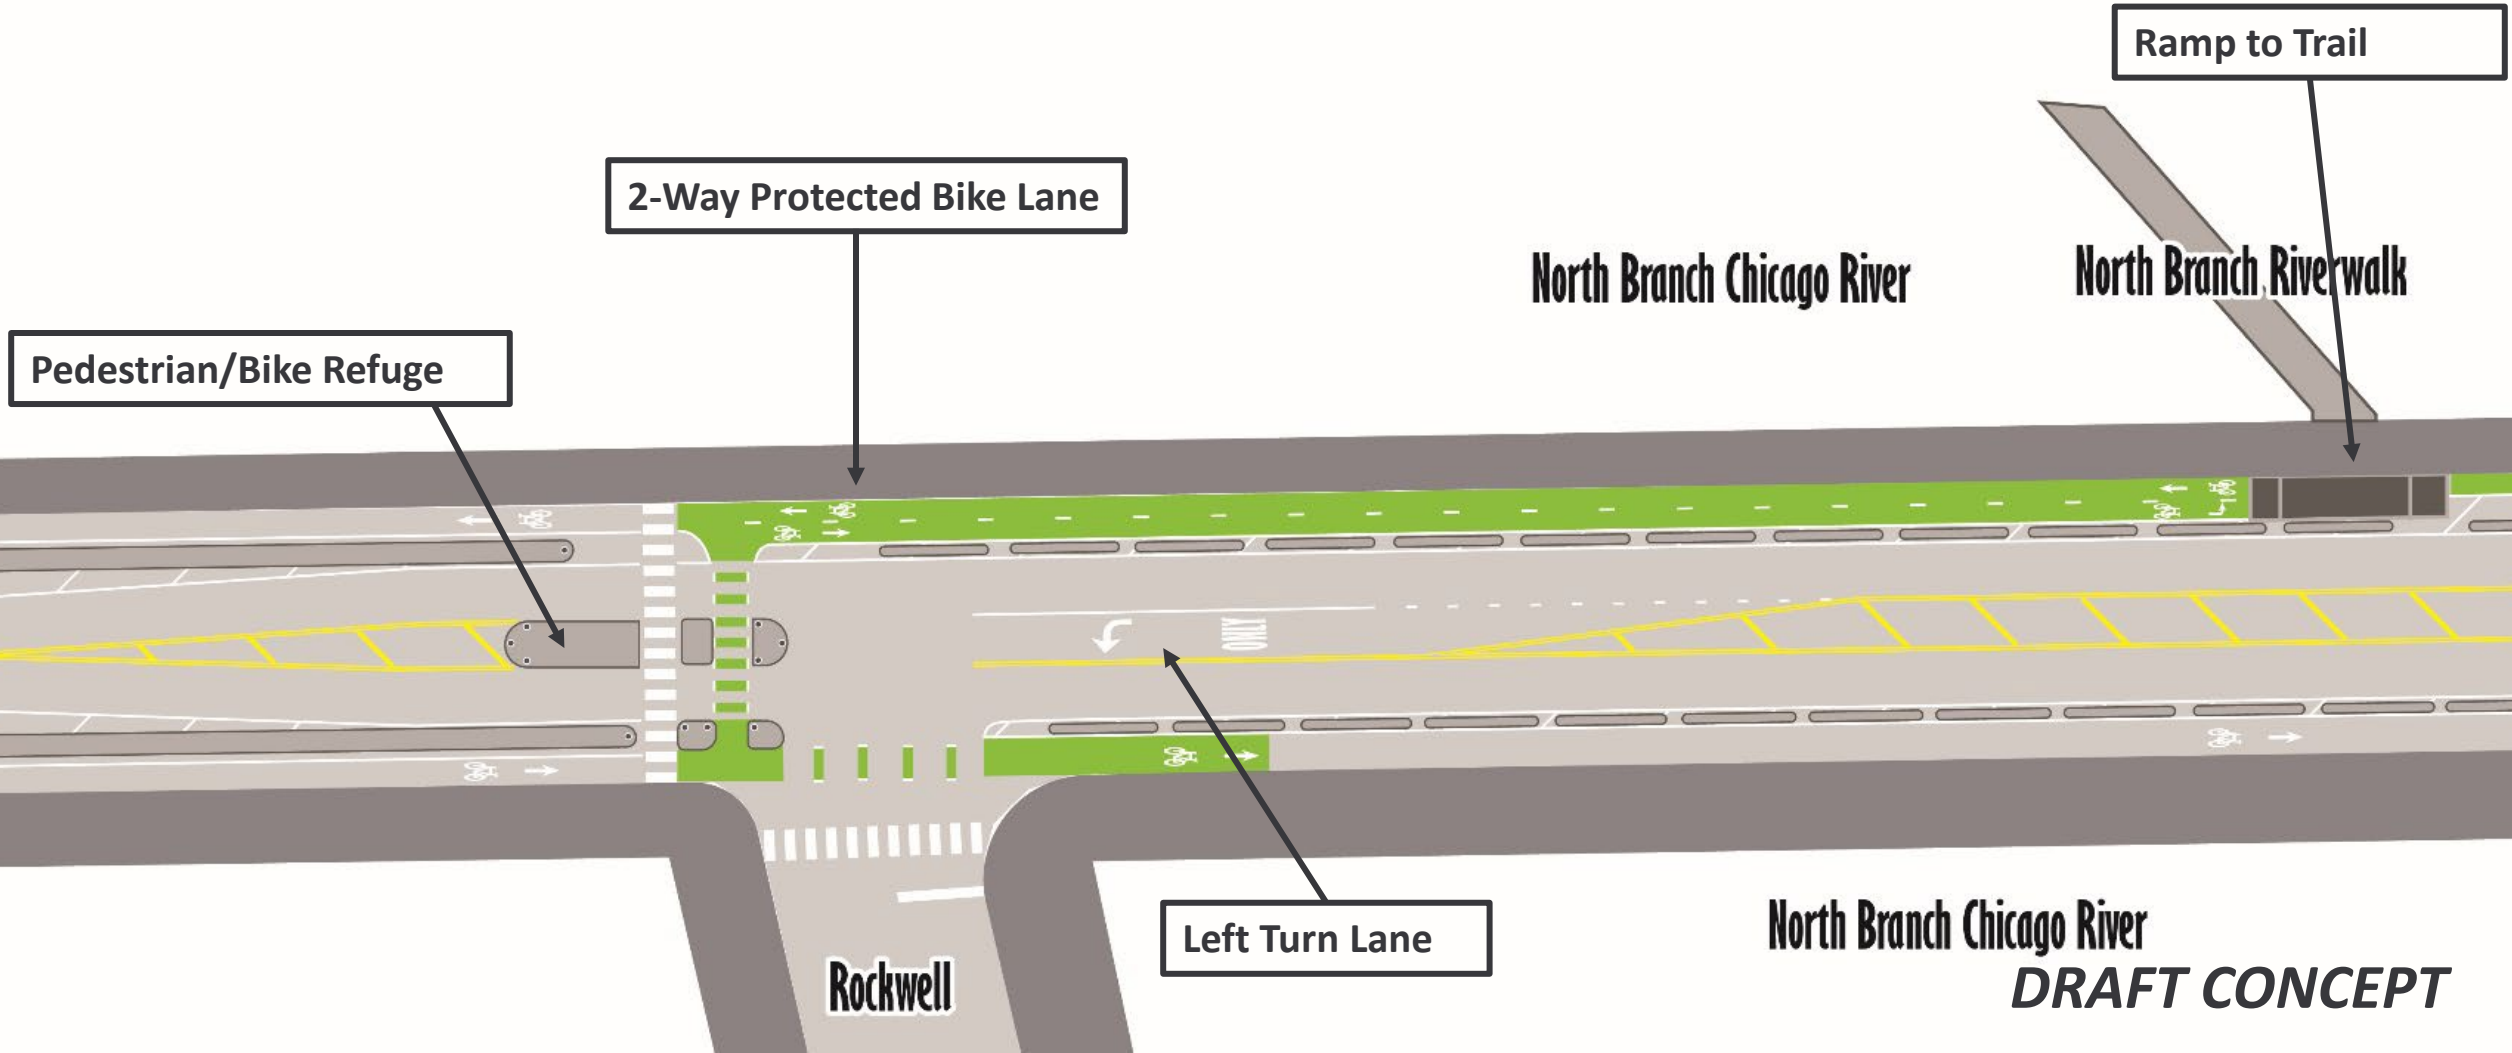 Ramp to Trail
2-Way Protected Bike Lane
North Branch Chicago River
North Branch Riverwalk
Pedestrian/Bike Refuge
ONLY
Left Turn Lane
North Branch Chicago River
Rockwell
DRAFT CONCEPT